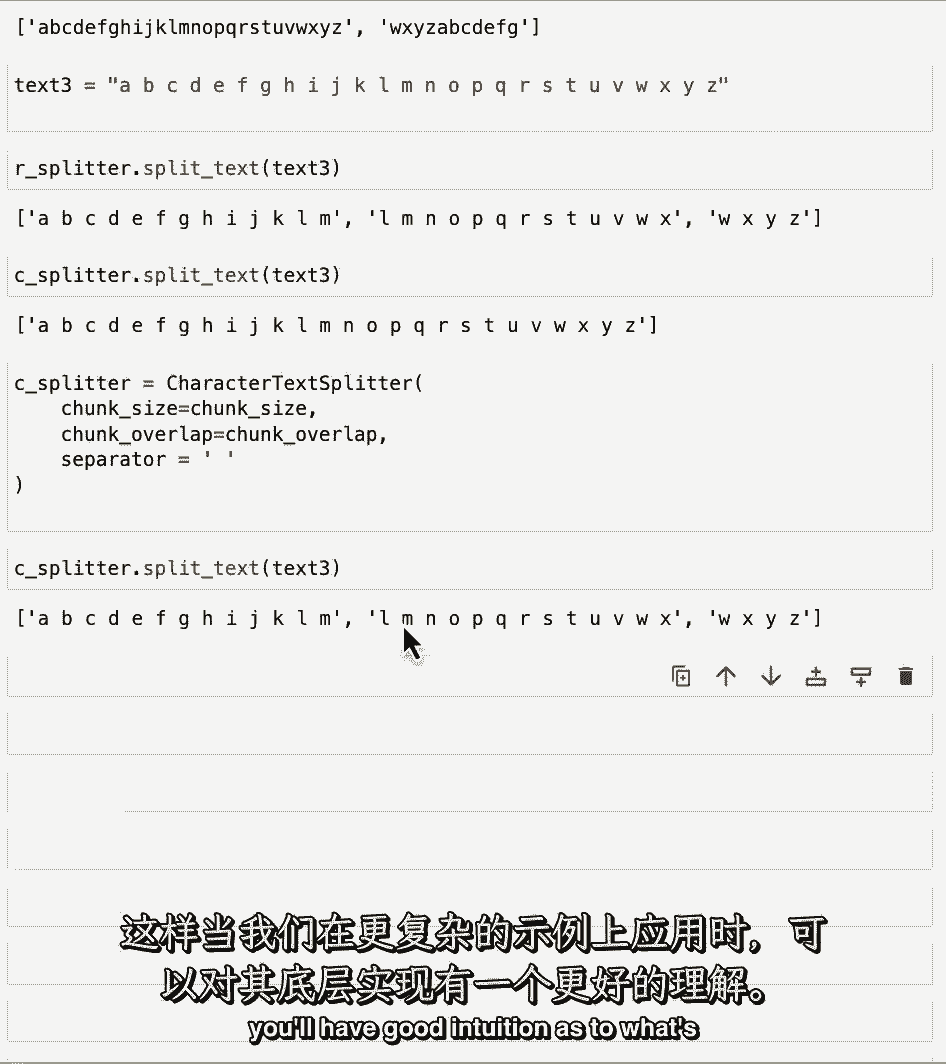 ['abcdefghijklmnopqrstuvwxyz', 'wxyzabcdefg']
text3 = "a b c d e f g h i j k l m n o p q r s t u v w x y z"
r_splitter.split_text(text3)
['a b c d e f g h i j k l m', 'l m n o p q r s t u v w x', 'w x y z']
c_splitter.split_text(text3)
['a b c d e f g h i j k l m n o p q r s t u v w x y z']
c_splitter = CharacterTextSplitter(
    chunk_size=chunk_size,
    chunk_overlap=chunk_overlap,
    separator = ' '
)
c_splitter.split_text(text3)
['a b c d e f g h i j k l m', 'l m n o p q r s t u v w x', 'w x y z']
这样当我们在更复杂的示例上应用时，可
以对其底层实现有一个更好的理解。
you'll have good intuition as to what's